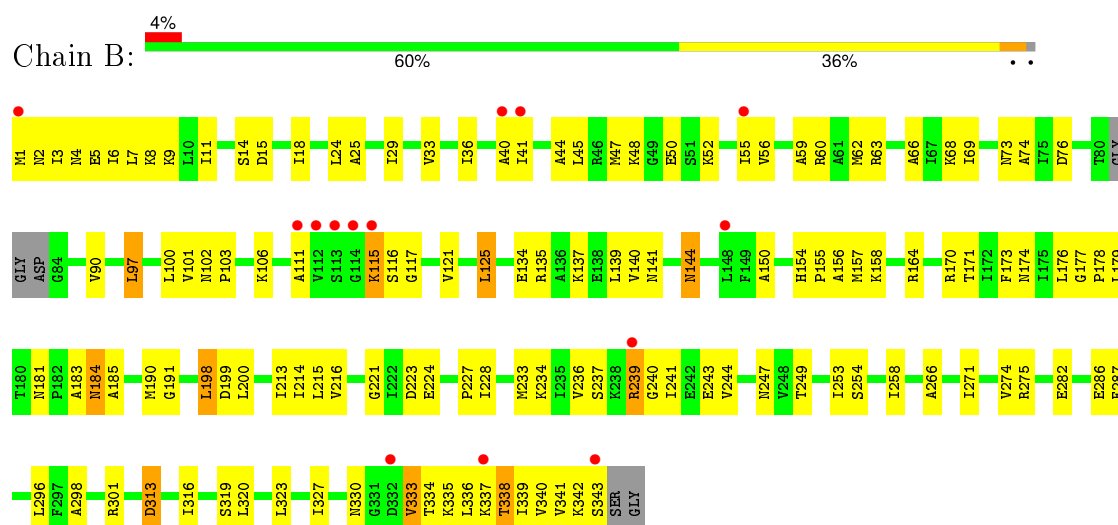 4%
Chain B:
60% 36% • •
M1 N2 I3 N4 E5 I6 L7 K8 K9 L10 I11 S14 D15 I18 L24 A25 I29 V33 I36 A40 I41 A44 L45 R46 M47 K48 G49 E50 S51 K52 I55 V56 A59 R60 A61 M62 R63 A66 I67 K68 I69 N73 A74 I75 D76 T80 GLY
GLY ASP G84 V90 L97 L100 V101 N102 P103 K106 A111 V112 S113 G114 K115 S116 G117 V121 L125 E134 R135 A136 K137 E138 L139 V140 N141 N144 L148 F149 A150 H154 P155 A156 M157 K158 R164 R170 T171 I172 F173 N174 I175 L176 G177 P178 L179
T180 N181 P182 A183 N184 A185 M190 G191 L198 D199 L200 I213 I214 L215 V216 G221 I222 D223 E224 P227 I228 M233 K234 I235 V236 S237 K238 R239 G240 I241 E242 E243 V244 N247 V248 T249 I253 S254 I258 A266 I271 V274 R275 E282 E286
L296 F297 A298 R301 D313 I316 S319 L320 L323 I327 N330 G331 D332 V333 T334 K335 L336 K337 T338 I339 V340 V341 K342 S343 SER GLY